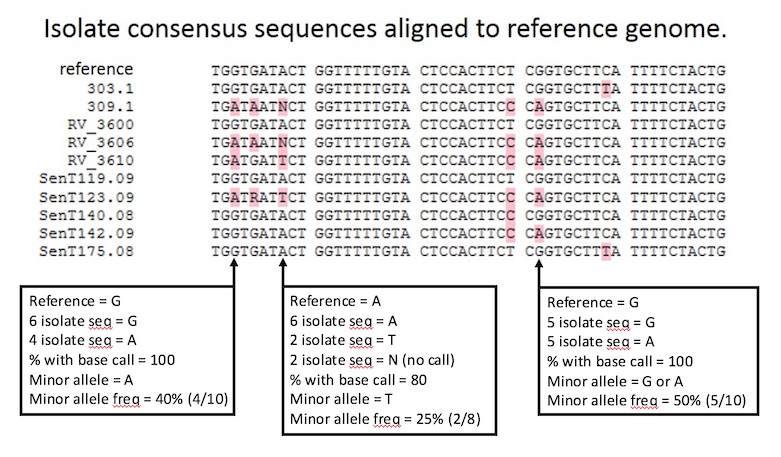 Isolate consensus sequences aligned to reference genome.
reference TGGTGATACT GGTTTTTGTA CTCCACTTCT CGGTGCTTCA TTTTCTACTG
303.1 TGGTGATACT GGTTTTTGTA CTCCACTTCT CGGTGCTTTA TTTTCTACTG
309.1 TGATAATNCT GGTTTTTGTA CTCCACTTCC CAGTGCTTCA TTTTCTACTG
RV_3600 TGGTGATACT GGTTTTTGTA CTCCACTTCT CGGTGCTTCA TTTTCTACTG
RV_3606 TGATAATNCT GGTTTTTGTA CTCCACTTCC CAGTGCTTCA TTTTCTACTG
RV_3610 TGATGATTCT GGTTTTTGTA CTCCACTTCC CAGTGCTTCA TTTTCTACTG
SenT119.09 TGGTGATACT GGTTTTTGTA CTCCACTTCT CGGTGCTTCA TTTTCTACTG
SenT123.09 TGATRATTCT GGTTTTTGTA CTCCACTTCC CAGTGCTTCA TTTTCTACTG
SenT140.08 TGGTGATACT GGTTTTTGTA CTCCACTTCC CGGTGCTTCA TTTTCTACTG
SenT142.09 TGGTGATACT GGTTTTTGTA CTCCACTTCC CAGTGCTTCA TTTTCTACTG
SenT175.08 TGGTGATACT GGTTTTTGTA CTCCACTTCT CGGTGCTTTA TTTTCTACTG
Reference = G
6 isolate seq = G
4 isolate seq = A
% with base call = 100
Minor allele = A
Minor allele freq = 40% (4/10)
Reference = A
6 isolate seq = A
2 isolate seq = T
2 isolate seq = N (no call)
% with base call = 80
Minor allele = T
Minor allele freq = 25% (2/8)
Reference = G
5 isolate seq = G
5 isolate seq = A
% with base call = 100
Minor allele = G or A
Minor allele freq = 50% (5/10)